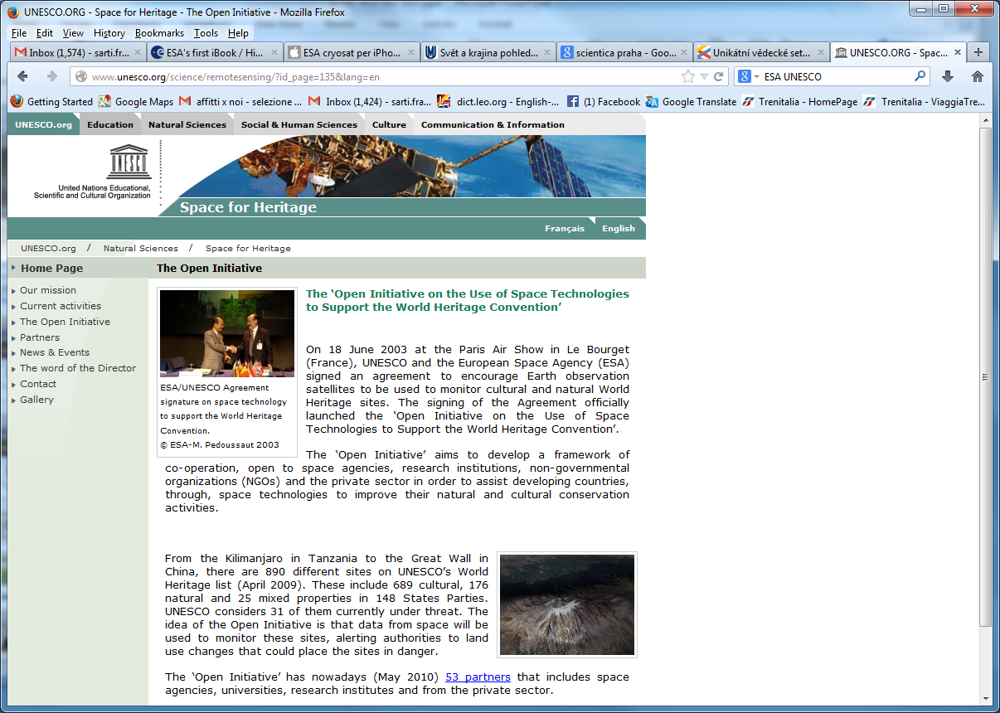 UNESCO.ORG - Space for Heritage - The Open Initiative - Mozilla Firefox
File Edit View History Bookmarks Tools Help
Inbox (1,574) - sarti.fr... ESA's first iBook / Hi... ESA cryosat per iPho... Svět a krajina pohled... scientica praha - Goo... Unikátní vědecké set... UNESCO.ORG - Spac...
www.unesco.org/science/remotesensing/?id_page=135&lang=en ESA UNESCO
Getting Started Google Maps affitti x noi - selezione ... Inbox (1,424) - sarti.fra... dict.leo.org - English-... (1) Facebook Google Translate Trenitalia - HomePage Trenitalia - ViaggiaTre...
UNESCO.org Education Natural Sciences Social & Human Sciences Culture Communication & Information
UNESCO
United Nations Educational,
Scientific and Cultural Organization
Space for Heritage
Français English
UNESCO.org / Natural Sciences / Space for Heritage
Home Page
Our mission
Current activities
The Open Initiative
Partners
News & Events
The word of the Director
Contact
Gallery
The Open Initiative
ESA/UNESCO Agreement
signature on space technology
to support the World Heritage
Convention.
© ESA-M. Pedoussaut 2003
The ‘Open Initiative on the Use of Space Technologies
to Support the World Heritage Convention’
On 18 June 2003 at the Paris Air Show in Le Bourget
(France), UNESCO and the European Space Agency (ESA)
signed an agreement to encourage Earth observation
satellites to be used to monitor cultural and natural World
Heritage sites. The signing of the Agreement officially
launched the ‘Open Initiative on the Use of Space
Technologies to Support the World Heritage Convention’.
The ‘Open Initiative’ aims to develop a framework of
co-operation, open to space agencies, research institutions, non-governmental
organizations (NGOs) and the private sector in order to assist developing countries,
through, space technologies to improve their natural and cultural conservation
activities.
From the Kilimanjaro in Tanzania to the Great Wall in
China, there are 890 different sites on UNESCO’s World
Heritage list (April 2009). These include 689 cultural, 176
natural and 25 mixed properties in 148 States Parties.
UNESCO considers 31 of them currently under threat. The
idea of the Open Initiative is that data from space will be
used to monitor these sites, alerting authorities to land
use changes that could place the sites in danger.
The ‘Open Initiative’ has nowadays (May 2010) 53 partners that includes space
agencies, universities, research institutes and from the private sector.